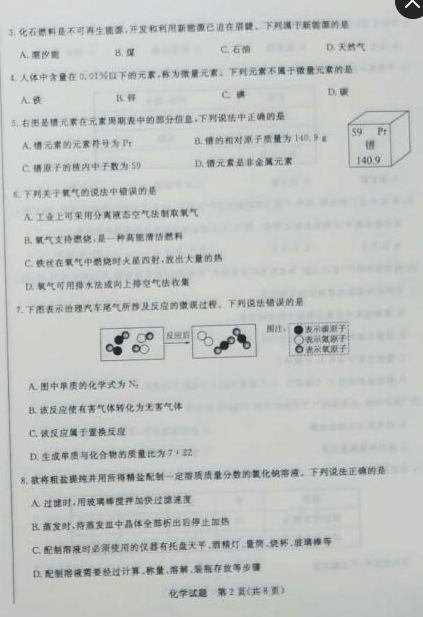 3. 化石燃料是不可再生能源,开发和利用新能源已迫在眉睫。下列属于新能源的是
A. 潮汐能 B. 煤 C. 石油 D. 天然气
4. 人体中含量在 0.01%以下的元素,称为微量元素。下列元素不属于微量元素的是
A. 铁 B. 锌 C. 碘 D. 碳
5. 右图是镨元素在元素周期表中的部分信息,下列说法中正确的是
A. 镨元素的元素符号为 Pr B. 镨的相对原子质量为 140.9 g
C. 镨原子的核内中子数为 59 D. 镨元素是非金属元素
59 Pr
镨
140.9
6. 下列关于氧气的说法中错误的是
A. 工业上可采用分离液态空气法制取氧气
B. 氧气支持燃烧,是一种高能清洁燃料
C. 铁丝在氧气中燃烧时火星四射,放出大量的热
D. 氧气可用排水法或向上排空气法收集
7. 下图表示治理汽车尾气所涉及反应的微观过程。下列说法错误的是
反应后
图注:
表示碳原子
表示氮原子
表示氧原子
A. 图中单质的化学式为 N₂
B. 该反应使有害气体转化为无害气体
C. 该反应属于置换反应
D. 生成单质与化合物的质量比为 7:22
8. 欲将粗盐提纯并用所得精盐配制一定溶质质量分数的氯化钠溶液。下列说法正确的是
A. 过滤时,用玻璃棒搅拌加快过滤速度
B. 蒸发时,待蒸发皿中晶体全部析出后停止加热
C. 配制溶液时必须使用的仪器有托盘天平、酒精灯、量筒、烧杯、玻璃棒等
D. 配制溶液需要经过计算、称量、溶解、装瓶存放等步骤
化学试题 第 2 页(共 8 页)